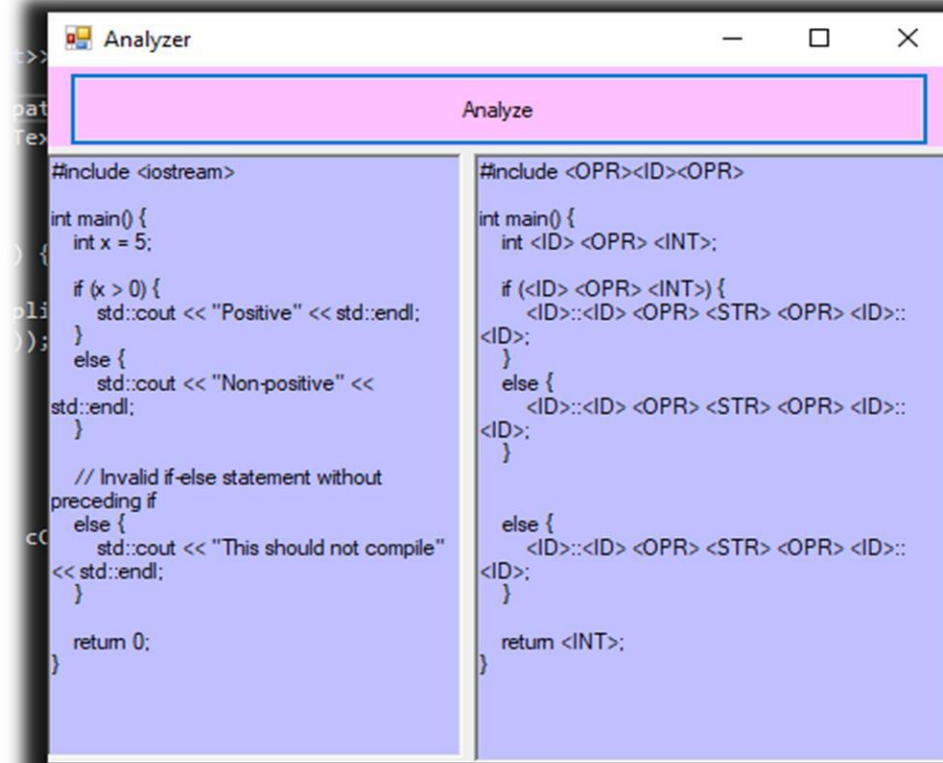 Analyzer
Analyze
#include <iostream>
int main() {
int x = 5;
if (x > 0) {
std::cout << "Positive" << std::endl;
}
else {
std::cout << "Non-positive" <<
std::endl;
}
// Invalid if-else statement without
preceding if
else {
std::cout << "This should not compile"
<< std::endl;
}
return 0;
}
#include <OPR><ID><OPR>
int main() {
int <ID> <OPR> <INT>;
if (<ID> <OPR> <INT>) {
<ID>::<ID> <OPR> <STR> <OPR> <ID>::
<ID>;
}
else {
<ID>::<ID> <OPR> <STR> <OPR> <ID>::
<ID>;
}
else {
<ID>::<ID> <OPR> <STR> <OPR> <ID>::
<ID>;
}
return <INT>;
}